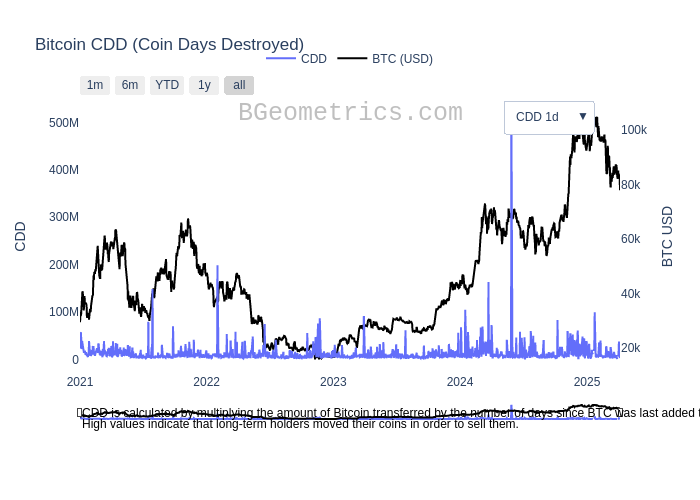 Bitcoin CDD (Coin Days Destroyed)
CDD BTC (USD)
1m 6m YTD 1y all
BGeometrics.com
CDD 1d ▼
500M
400M
300M
200M
100M
0
CDD
100k
80k
60k
40k
20k
BTC USD
2021 2022 2023 2024 2025
CDD is calculated by multiplying the amount of Bitcoin transferred by the number of days since BTC was last added t
High values indicate that long-term holders moved their coins in order to sell them.